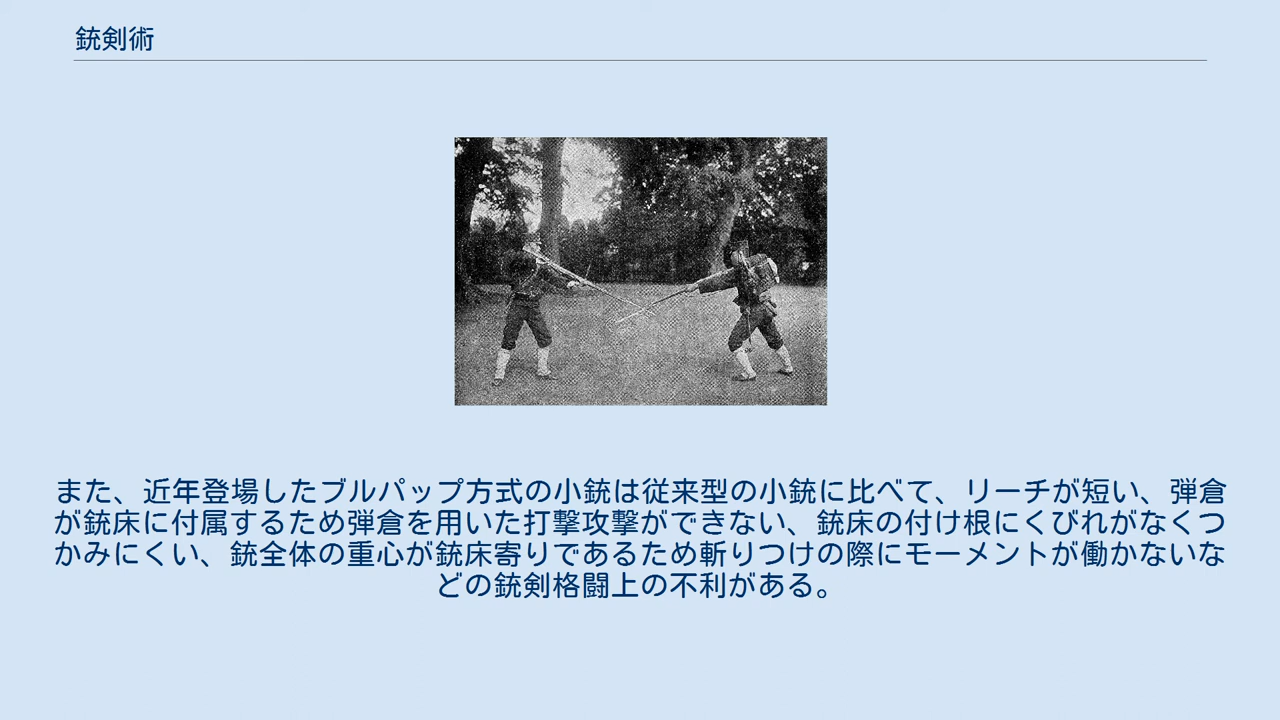 銃剣術
また、近年登場したブルパップ方式の小銃は従来型の小銃に比べて、リーチが短い、弾倉
が銃床に付属するため弾倉を用いた打撃攻撃ができない、銃床の付け根にくびれがなくつ
かみにくい、銃全体の重心が銃床寄りであるため斬りつけの際にモーメントが働かないな
どの銃剣格闘上の不利がある。